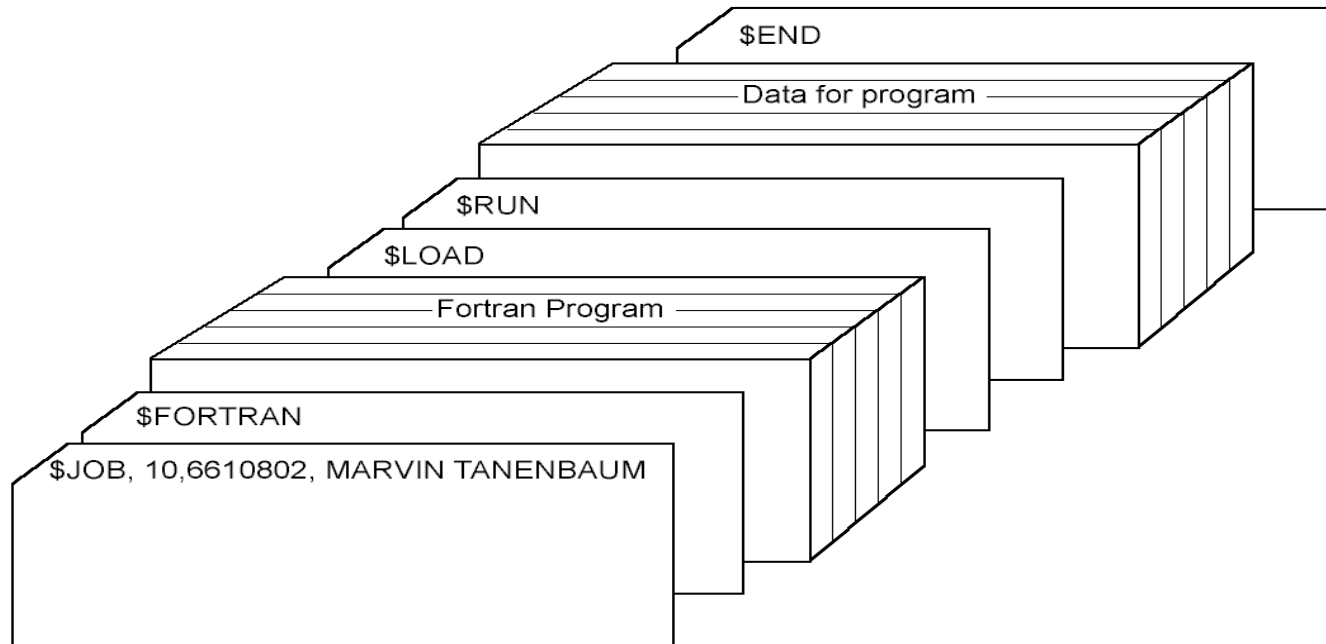 $END
Data for program
$RUN
$LOAD
Fortran Program
$FORTRAN
$JOB, 10,6610802, MARVIN TANENBAUM